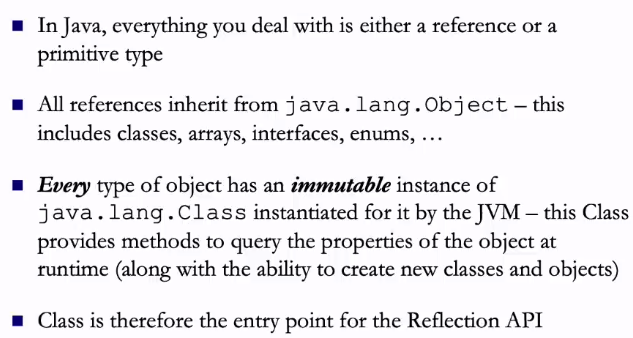 ▪ In Java, everything you deal with is either a reference or a
primitive type
▪ All references inherit from java.lang.Object – this
includes classes, arrays, interfaces, enums, …
▪ Every type of object has an immutable instance of
java.lang.Class instantiated for it by the JVM – this Class
provides methods to query the properties of the object at
runtime (along with the ability to create new classes and objects)
▪ Class is therefore the entry point for the Reflection API